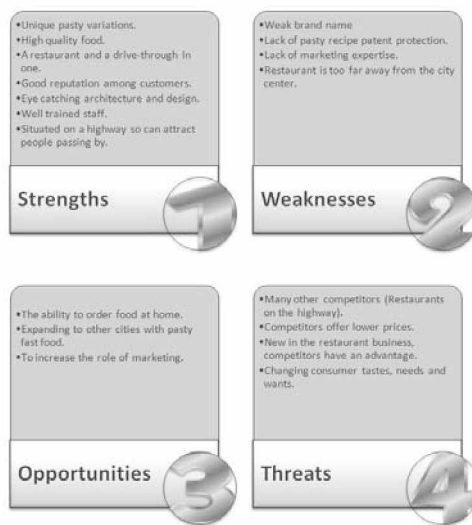 •Unique pasty variations.
•High quality food.
•A restaurant and a drive-through in
one.
•Good reputation among customers.
•Eye catching architecture and design.
•Well trained staff.
•Situated on a highway so can attract
people passing by.
Strengths
1
•Weak brand name
•Lack of pasty recipe patent protection.
•Lack of marketing expertise.
•Restaurant is too far away from the city
center.
Weaknesses
2
•The ability to order food at home.
•Expanding to other cities with pasty
fast food.
•To increase the role of marketing.
Opportunities
3
•Many other competitors (Restaurants
on the highway).
•Competitors offer lower prices.
•New in the restaurant business,
competitors have an advantage.
•Changing consumer tastes, needs and
wants.
Threats
4